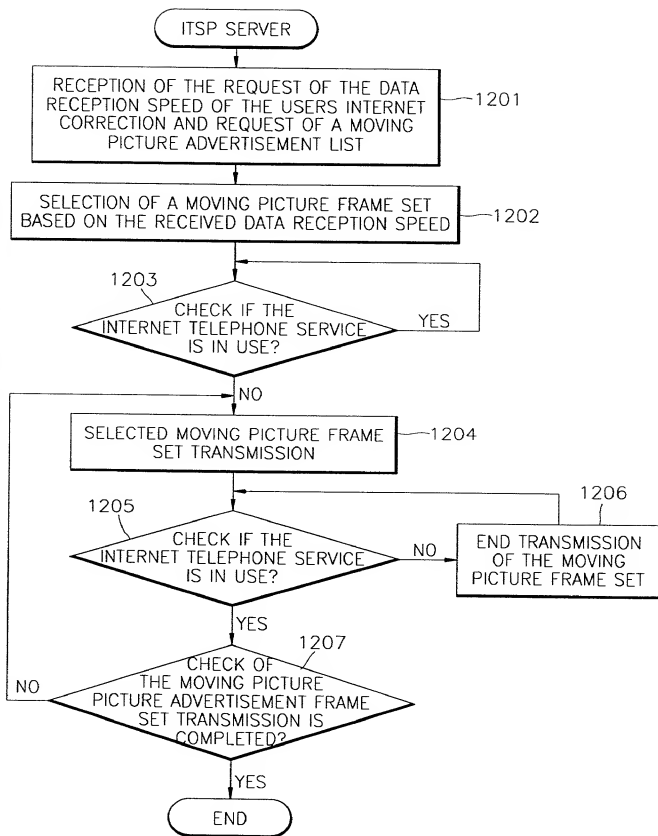 ITSP SERVER
RECEPTION OF THE REQUEST OF THE DATA
RECEPTION SPEED OF THE USERS INTERNET
CORRECTION AND REQUEST OF A MOVING
PICTURE ADVERTISEMENT LIST
1201
SELECTION OF A MOVING PICTURE FRAME SET
BASED ON THE RECEIVED DATA RECEPTION SPEED
1202
1203
CHECK IF THE
INTERNET TELEPHONE SERVICE
IS IN USE?
YES
NO
SELECTED MOVING PICTURE FRAME
SET TRANSMISSION
1204
1205
CHECK IF THE
INTERNET TELEPHONE SERVICE
IS IN USE?
NO
1206
END TRANSMISSION
OF THE MOVING
PICTURE FRAME SET
YES
1207
CHECK OF
THE MOVING PICTURE
PICTURE ADVERTISEMENT FRAME
SET TRANSMISSION IS
COMPLETED?
NO
YES
END